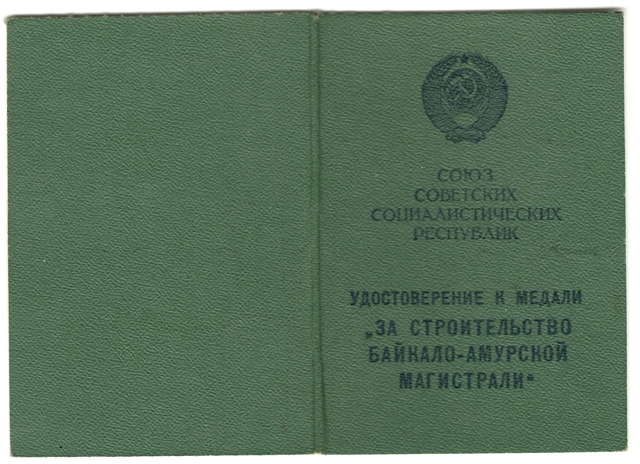 СОЮЗ
СОВЕТСКИХ
СОЦИАЛИСТИЧЕСКИХ
РЕСПУБЛИК
УДОСТОВЕРЕНИЕ К МЕДАЛИ
„ЗА СТРОИТЕЛЬСТВО
БАЙКАЛО-АМУРСКОЙ
МАГИСТРАЛИ“